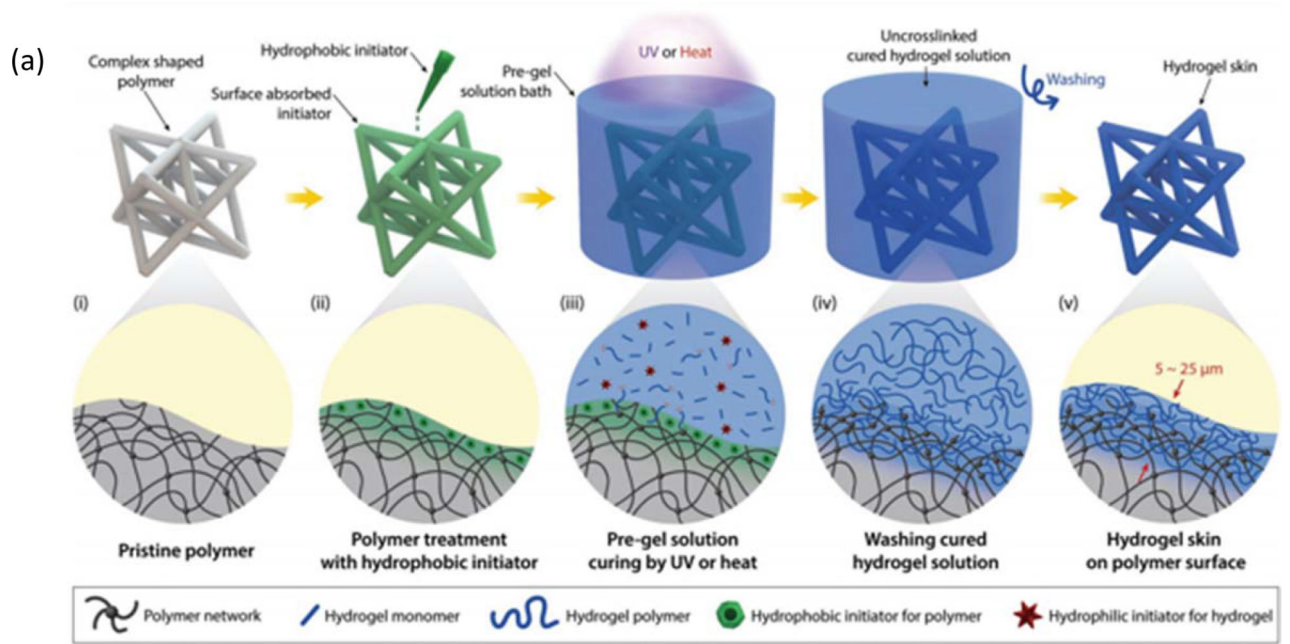 (a)
Complex shaped
polymer
Hydrophobic initiator
Surface absorbed
initiator
Pre-gel
solution bath
UV or Heat
Uncrosslinked
cured hydrogel solution
Washing
Hydrogel skin
(i)
(ii)
(iii)
(iv)
(v)
5 ~ 25 μm
Pristine polymer
Polymer treatment
with hydrophobic initiator
Pre-gel solution
curing by UV or heat
Washing cured
hydrogel solution
Hydrogel skin
on polymer surface
Polymer network
Hydrogel monomer
Hydrogel polymer
Hydrophobic initiator for polymer
Hydrophilic initiator for hydrogel